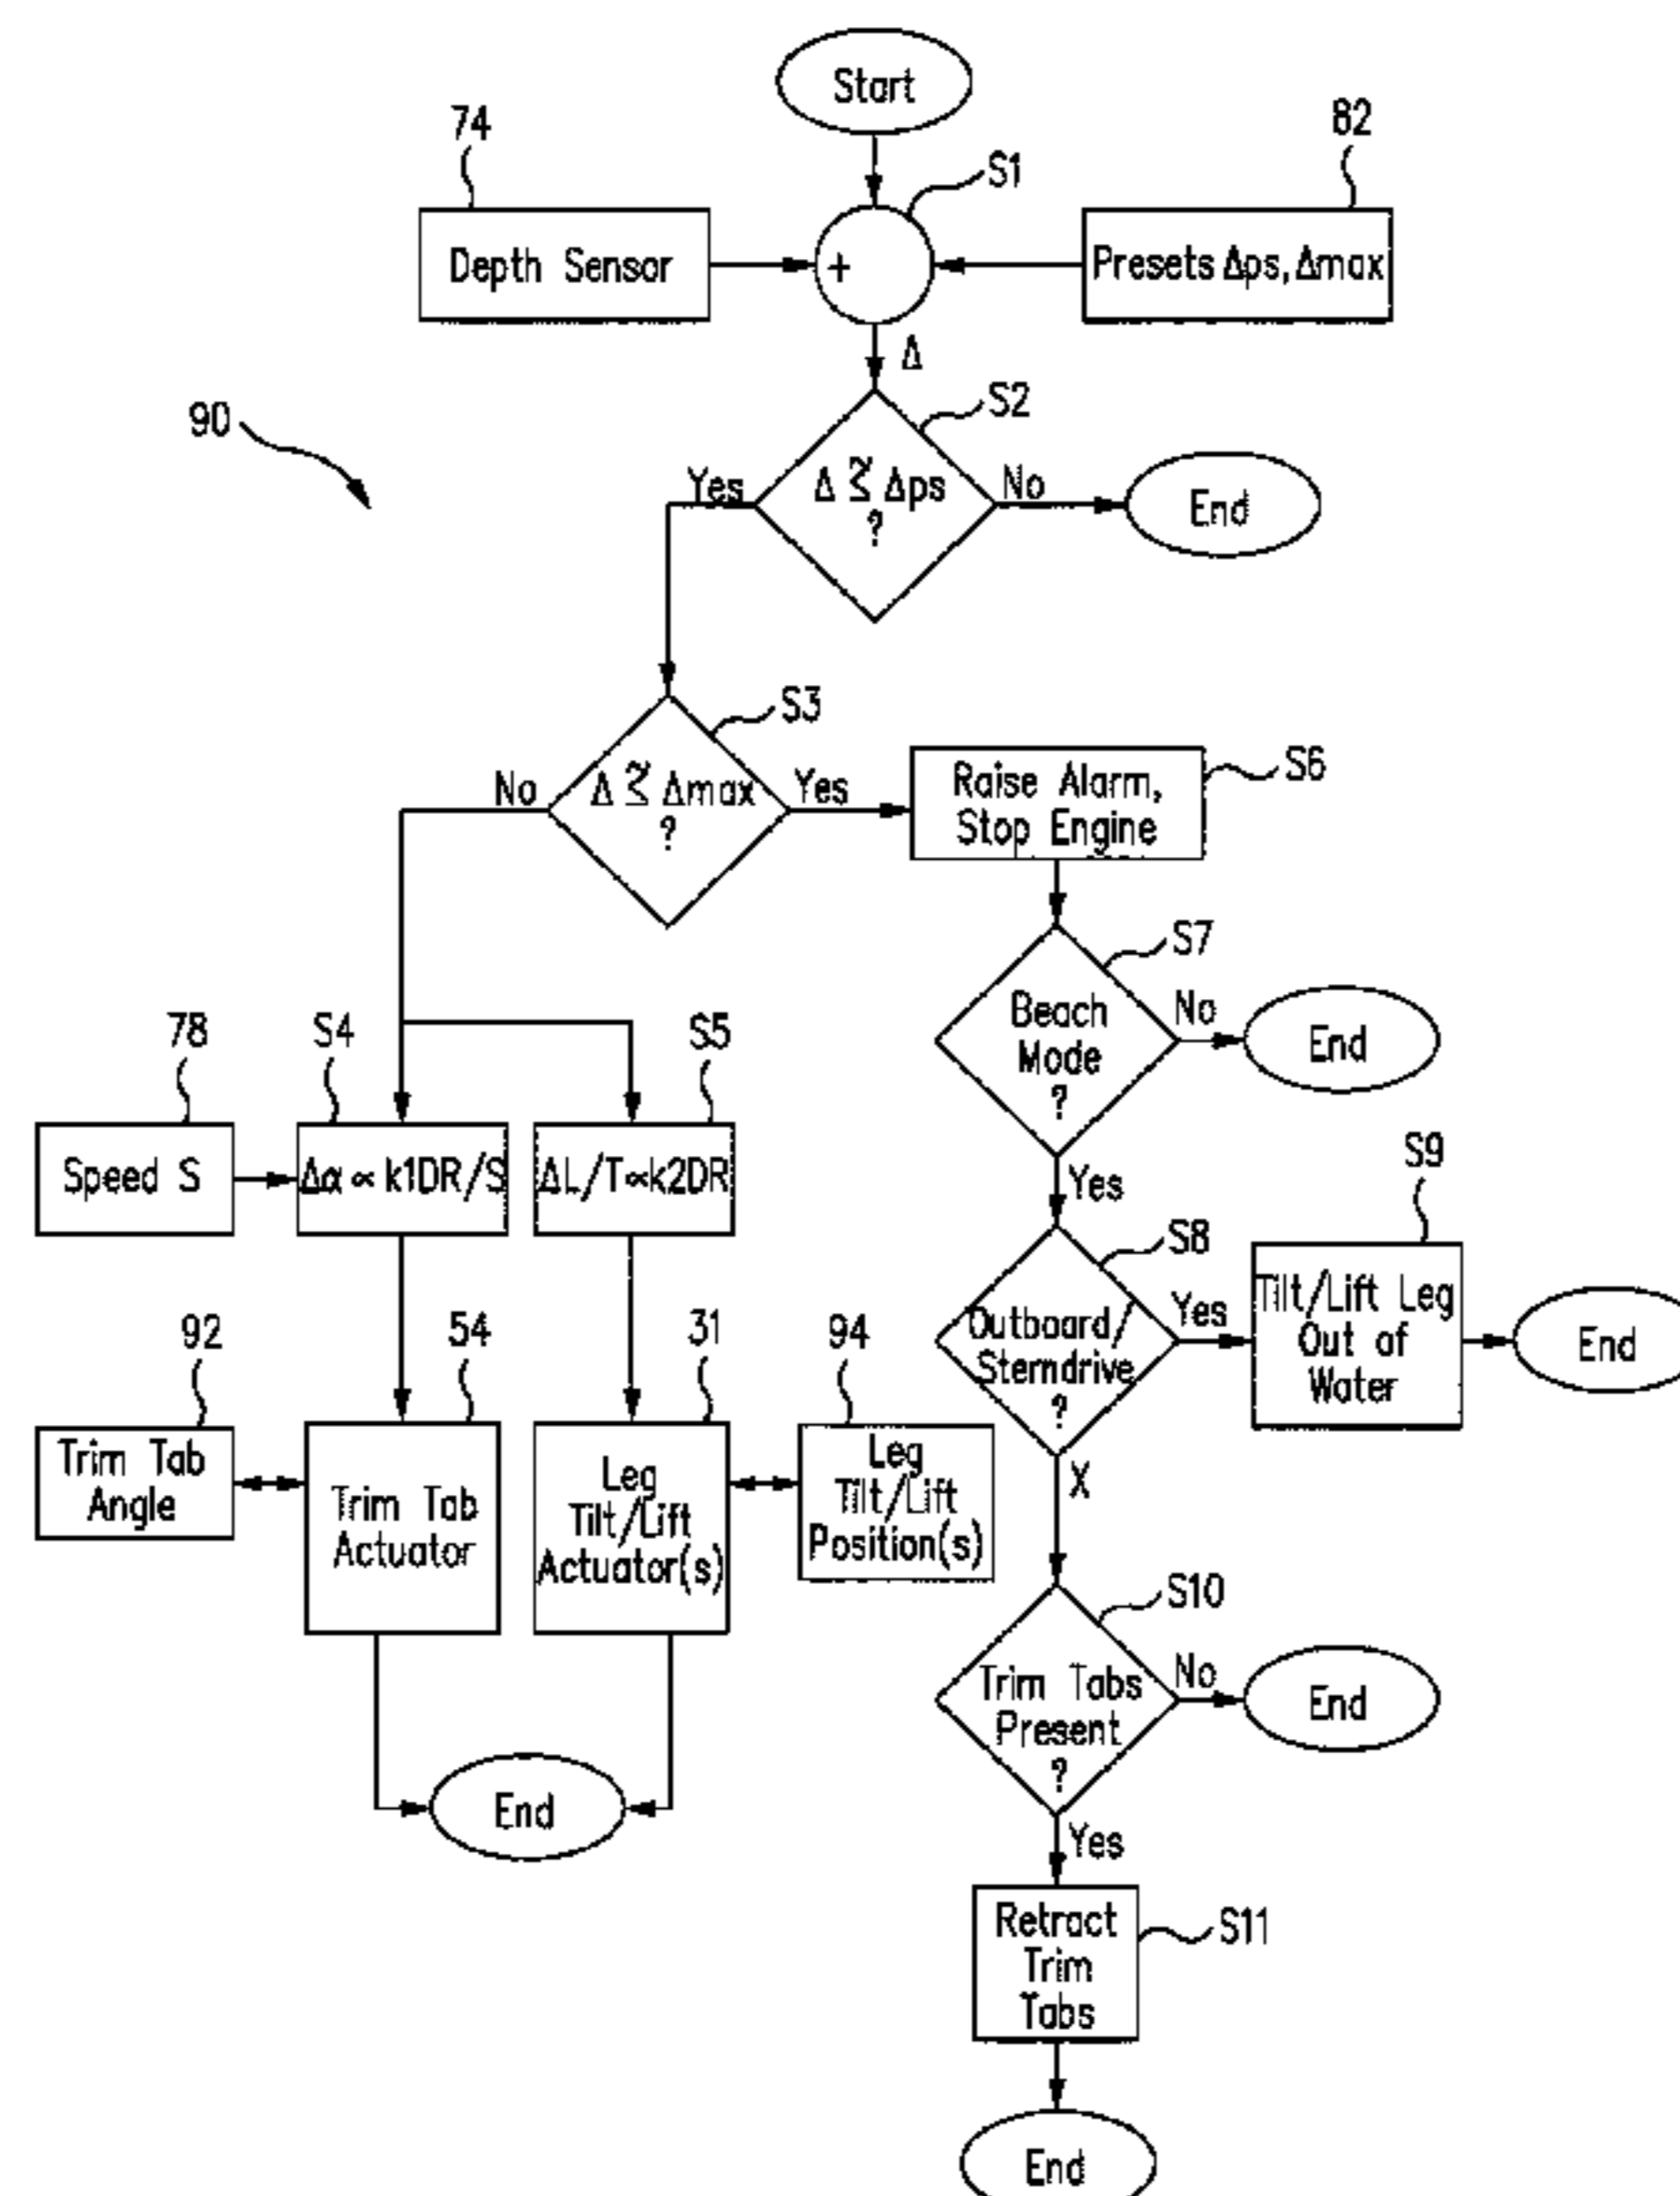 Start
74
82
S1
Depth Sensor
+
Presets Δps, Δmax
Δ
S2
90
Yes
Δ ≦ Δps
?
No
End
S3
No
Δ ≦ Δmax
?
Yes
Raise Alarm,
Stop Engine
S6
S7
Beach
Mode
?
No
End
78
S4
S5
Speed S
Δα ∝ k1DR/S
ΔL/T∝k2DR
Yes
S8
S9
Outboard/
Sterndrive
?
Yes
Tilt/Lift Leg
Out of
Water
End
92
54
31
94
Trim Tab
Angle
Trim Tab
Actuator
Leg
Tilt/Lift
Actuator(s)
Leg
Tilt/Lift
Position(s)
X
S10
Trim Tabs
Present
?
No
End
End
Yes
Retract
Trim
Tabs
S11
End